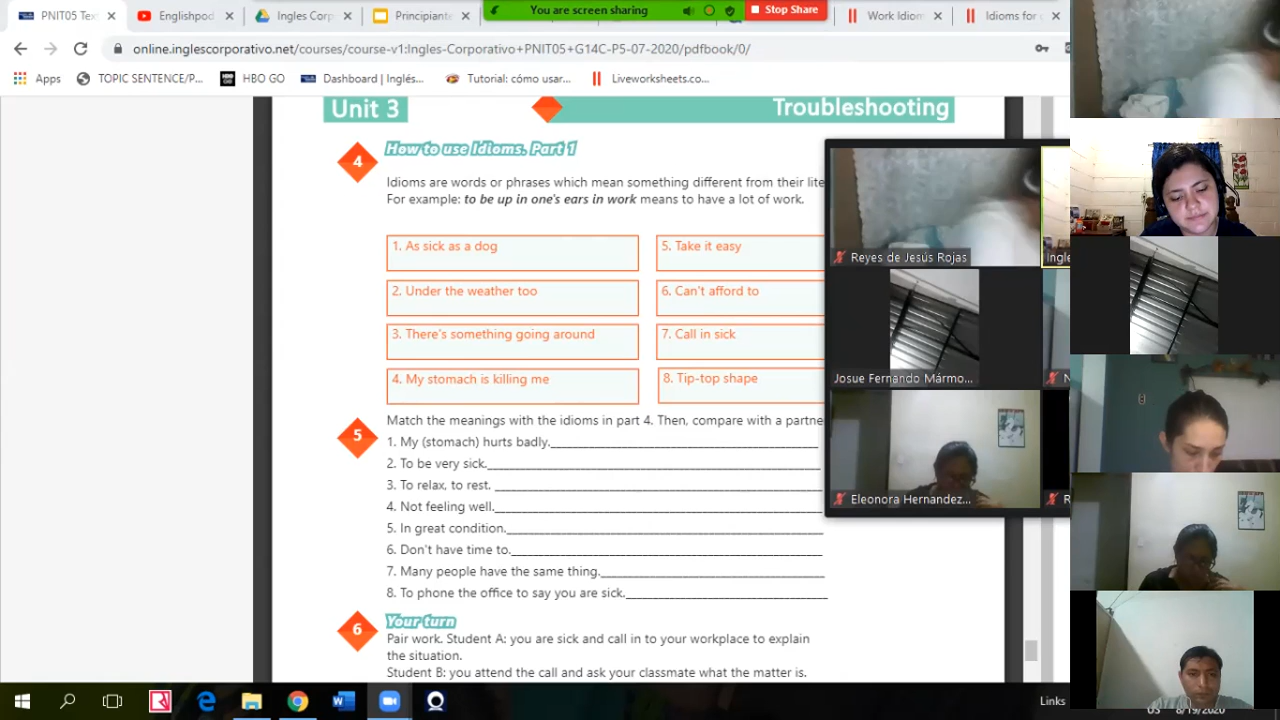 PNIT05 Tex
Englishpod
Ingles Corp
Principiante
You are screen sharing
Stop Share
Work Idiom
Idioms for
online.inglescorporativo.net/courses/course-v1:Ingles-Corporativo+PNIT05+G14C-P5-07-2020/pdfbook/0/
Apps
TOPIC SENTENCE/P...
HBO GO
Dashboard | Inglés...
Tutorial: cómo usar...
Liveworksheets.co...
Unit 3
Troubleshooting
4
How to use Idioms. Part 1
Idioms are words or phrases which mean something different from their lite
For example: to be up in one's ears in work means to have a lot of work.
1. As sick as a dog
5. Take it easy
2. Under the weather too
6. Can't afford to
3. There's something going around
7. Call in sick
4. My stomach is killing me
8. Tip-top shape
5
Match the meanings with the idioms in part 4. Then, compare with a partne
1. My (stomach) hurts badly.
2. To be very sick.
3. To relax, to rest.
4. Not feeling well.
5. In great condition.
6. Don't have time to.
7. Many people have the same thing.
8. To phone the office to say you are sick.
6
Your turn
Pair work. Student A: you are sick and call in to your workplace to explain
the situation.
Student B: you attend the call and ask your classmate what the matter is.
Reyes de Jesús Rojas
Ingle
Josue Fernando Mármo...
N
Eleonora Hernandez...
R
Links
US
8/19/2020